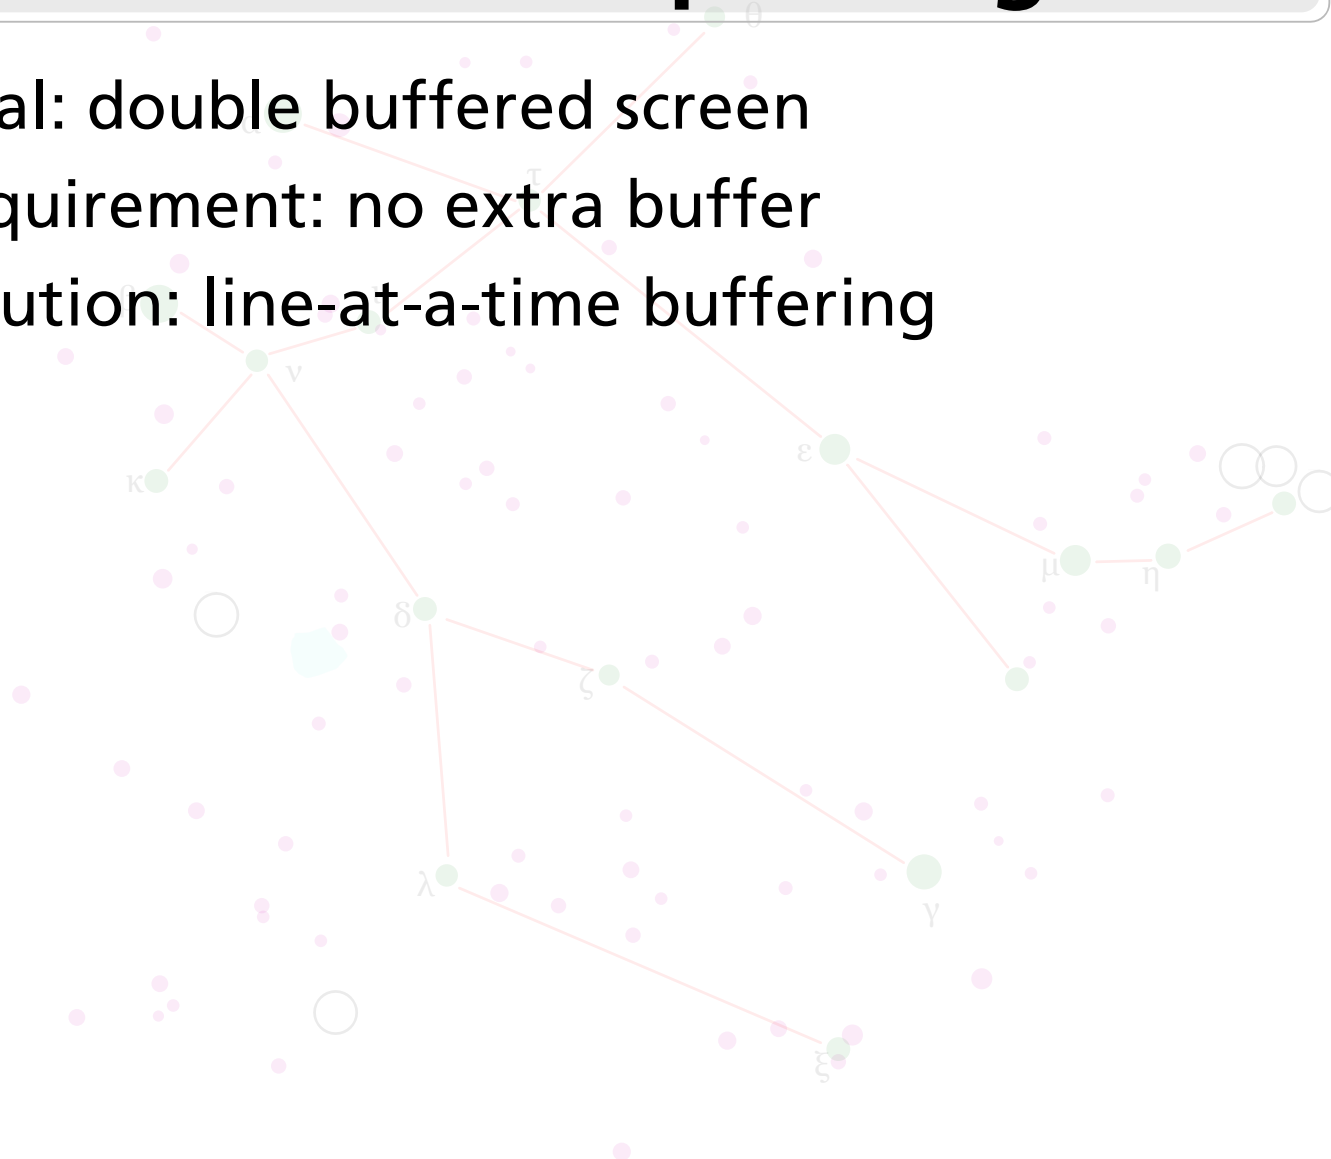 θ
al: double buffered screen
τ
quirement: no extra buffer
ution: line-at-a-time buffering
ν
ε
κ
μ
η
δ
ζ
λ
γ
ξ